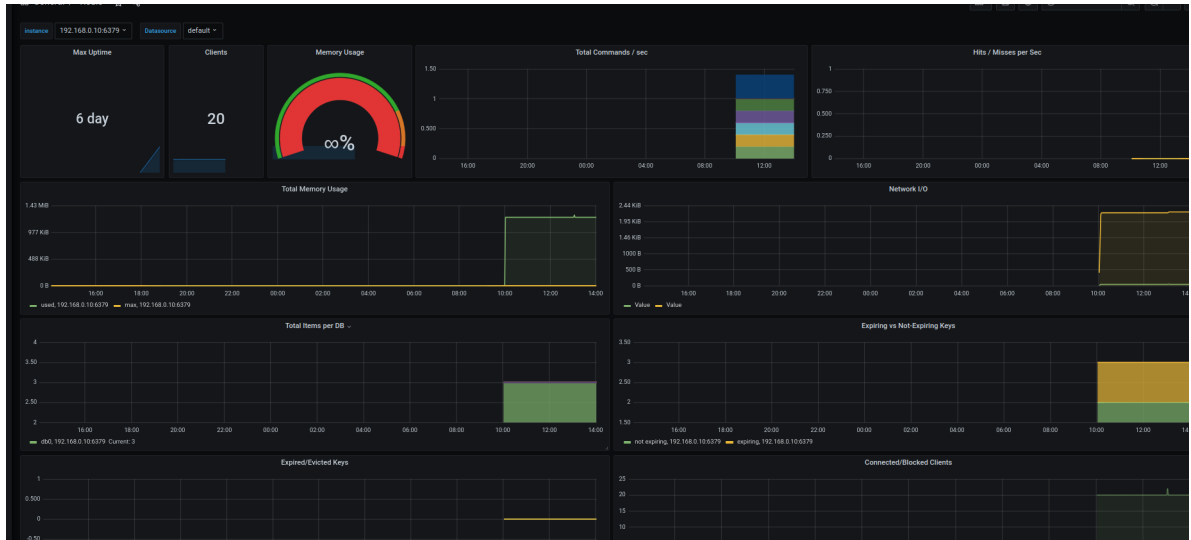 instance 192.168.0.10:6379 Datasource default
Max Uptime
6 day
Clients
20
Memory Usage
∞%
Total Commands / sec
1.50
1
0.500
0
16:00 20:00 00:00 04:00 08:00 12:00
Hits / Misses per Sec
1
0.750
0.500
0.250
0
16:00 20:00 00:00 04:00 08:00 12:00
Total Memory Usage
1.43 MiB
977 KiB
488 KiB
0 B
16:00 18:00 20:00 22:00 00:00 02:00 04:00 06:00 08:00 10:00 12:00 14:00
used, 192.168.0.10:6379 max, 192.168.0.10:6379
Network I/O
2.44 KiB
1.95 KiB
1.46 KiB
1000 B
500 B
0 B
16:00 18:00 20:00 22:00 00:00 02:00 04:00 06:00 08:00 10:00 12:00
Value Value
Total Items per DB
4
3.50
3
2.50
2
16:00 18:00 20:00 22:00 00:00 02:00 04:00 06:00 08:00 10:00 12:00 14:00
db0, 192.168.0.10:6379 Current: 3
Expiring vs Not-Expiring Keys
3.50
3
2.50
2
1.50
16:00 18:00 20:00 22:00 00:00 02:00 04:00 06:00 08:00 10:00 12:00
not expiring, 192.168.0.10:6379 expiring, 192.168.0.10:6379
Expired/Evicted Keys
1
0.500
0
-0.50
Connected/Blocked Clients
25
20
15
10